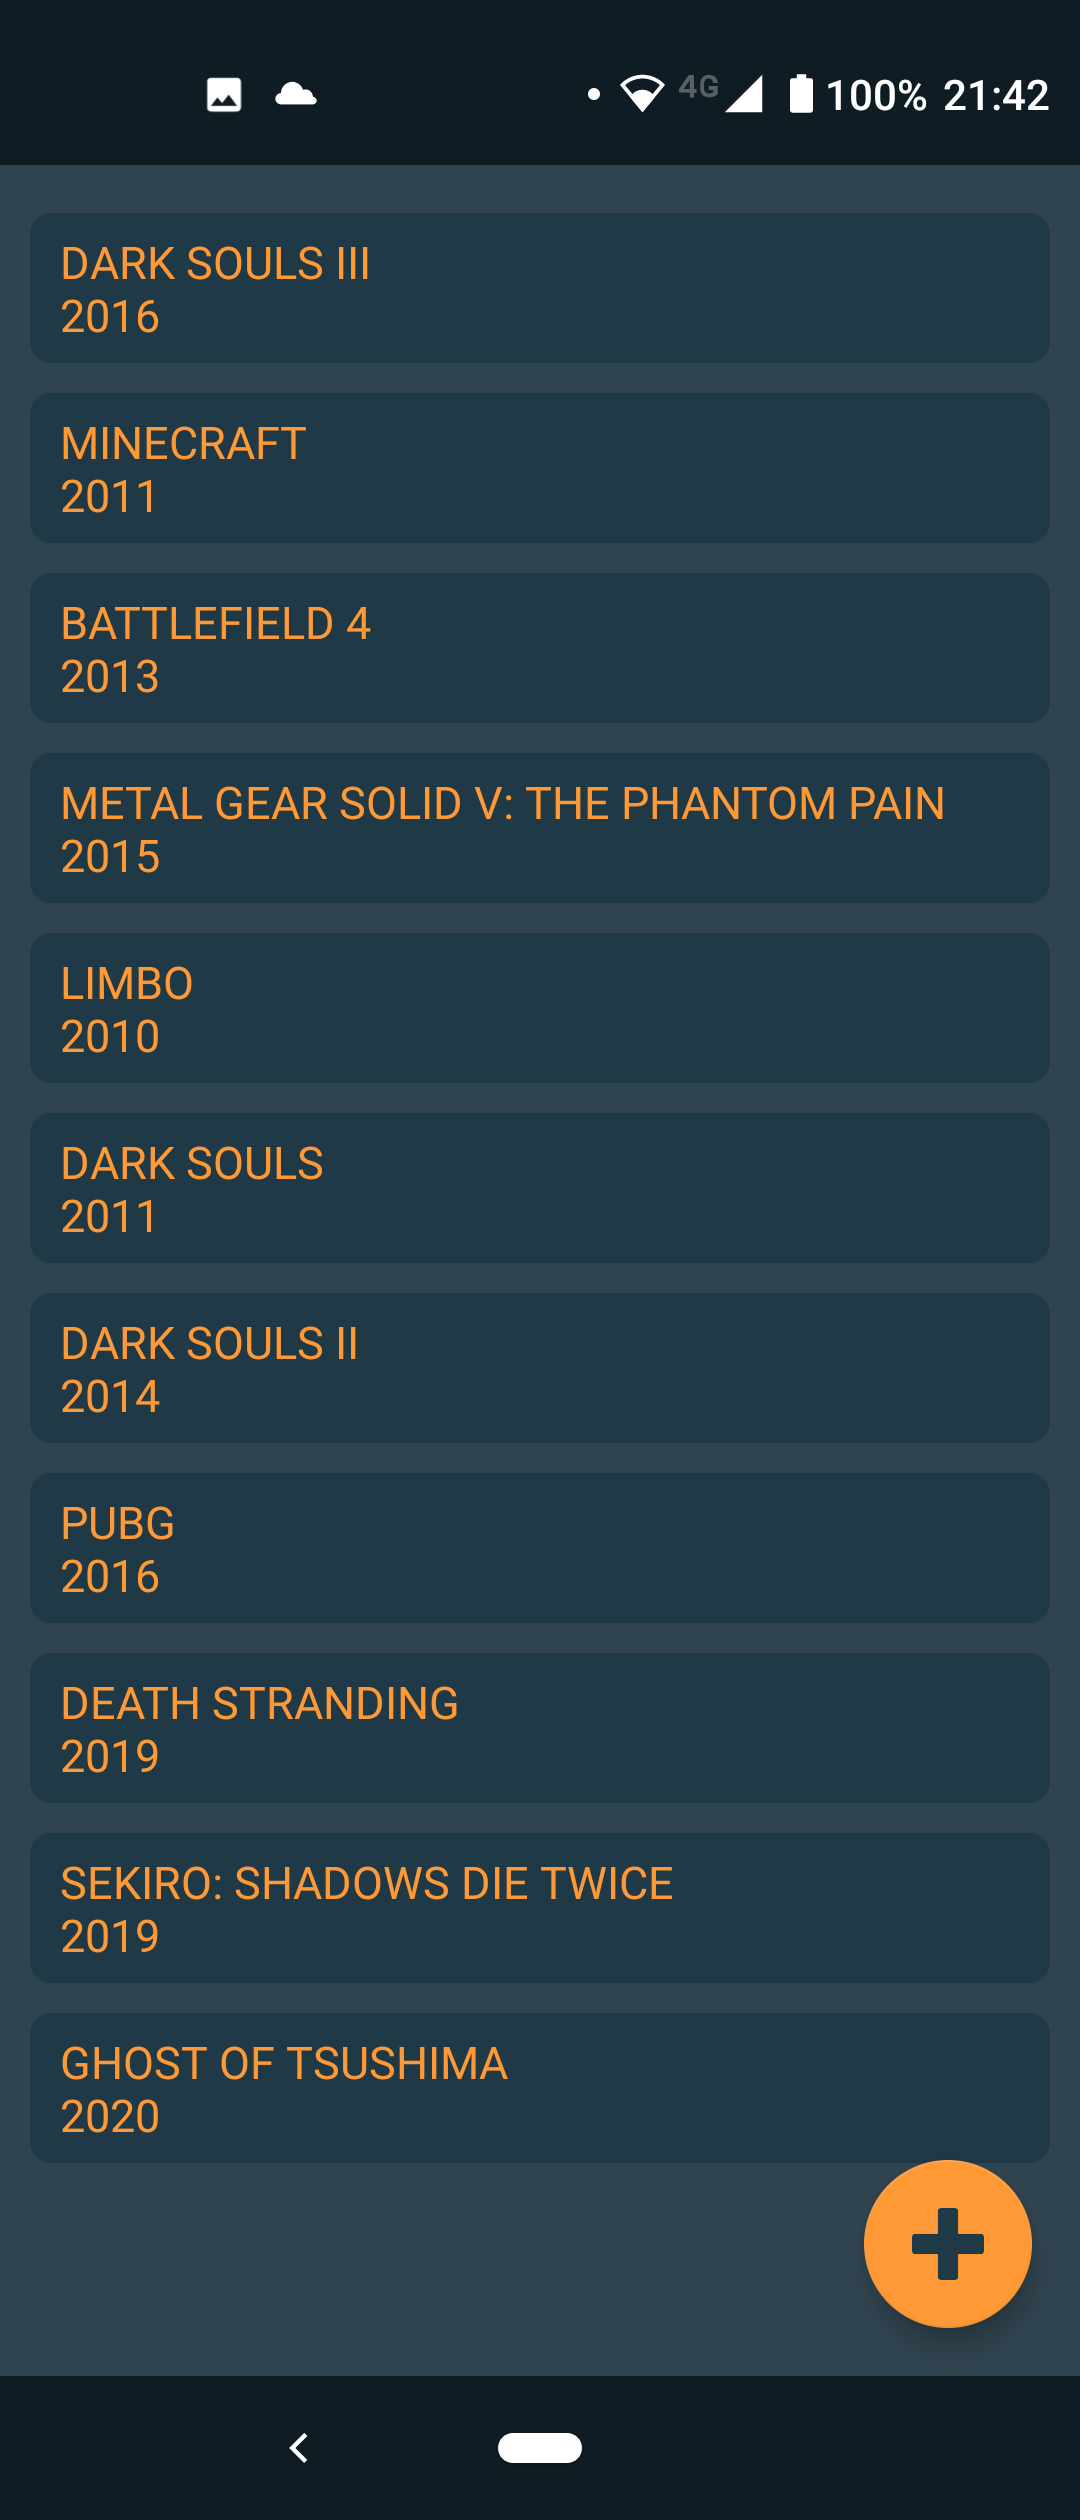 4G 100% 21:42
DARK SOULS III
2016
MINECRAFT
2011
BATTLEFIELD 4
2013
METAL GEAR SOLID V: THE PHANTOM PAIN
2015
LIMBO
2010
DARK SOULS
2011
DARK SOULS II
2014
PUBG
2016
DEATH STRANDING
2019
SEKIRO: SHADOWS DIE TWICE
2019
GHOST OF TSUSHIMA
2020